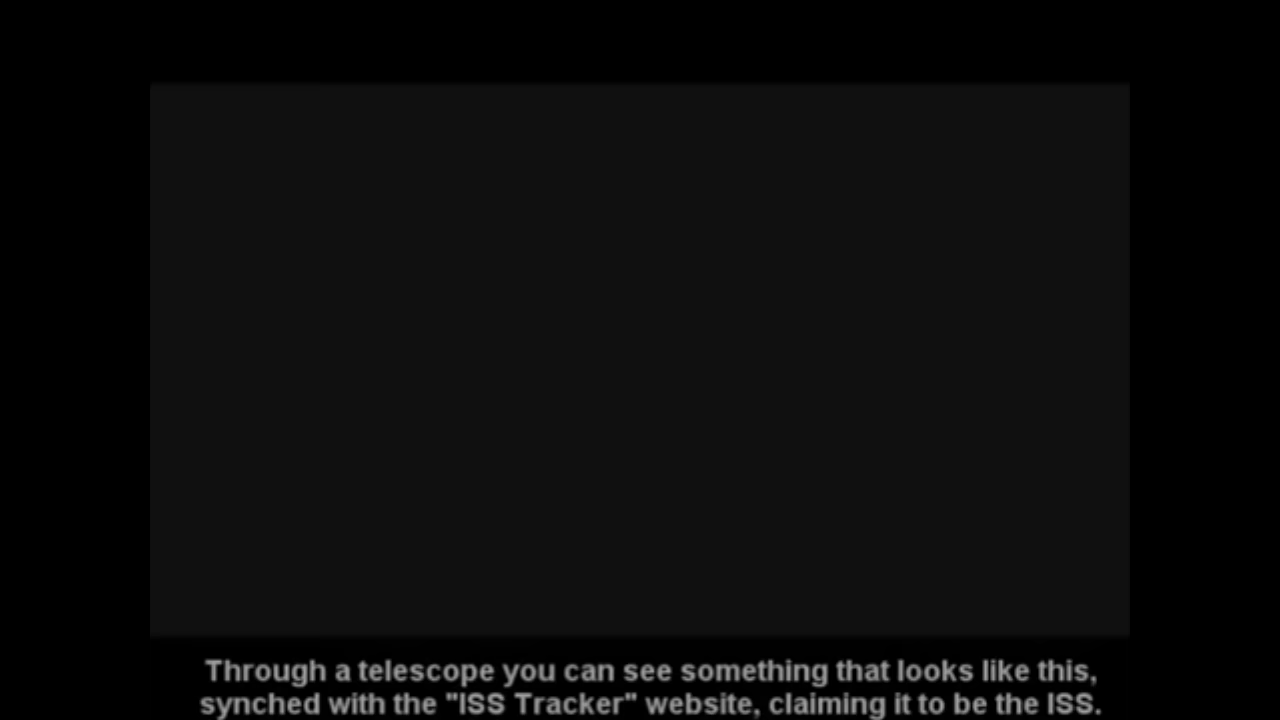 Through a telescope you can see something that looks like this,
synched with the "ISS Tracker" website, claiming it to be the ISS.